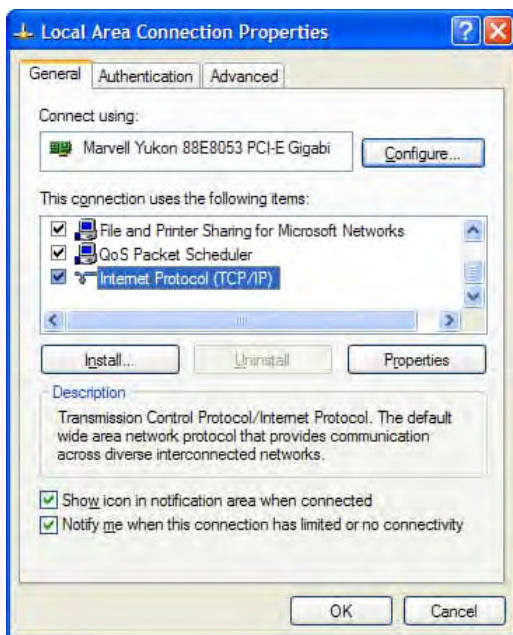 Local Area Connection Properties
General Authentication Advanced
Connect using:
Marvell Yukon 88E8053 PCI-E Gigabi
Configure...
This connection uses the following items:
File and Printer Sharing for Microsoft Networks
QoS Packet Scheduler
Internet Protocol (TCP/IP)
Install... Uninstall Properties
Description
Transmission Control Protocol/Internet Protocol. The default
wide area network protocol that provides communication
across diverse interconnected networks.
Show icon in notification area when connected
Notify me when this connection has limited or no connectivity
OK Cancel